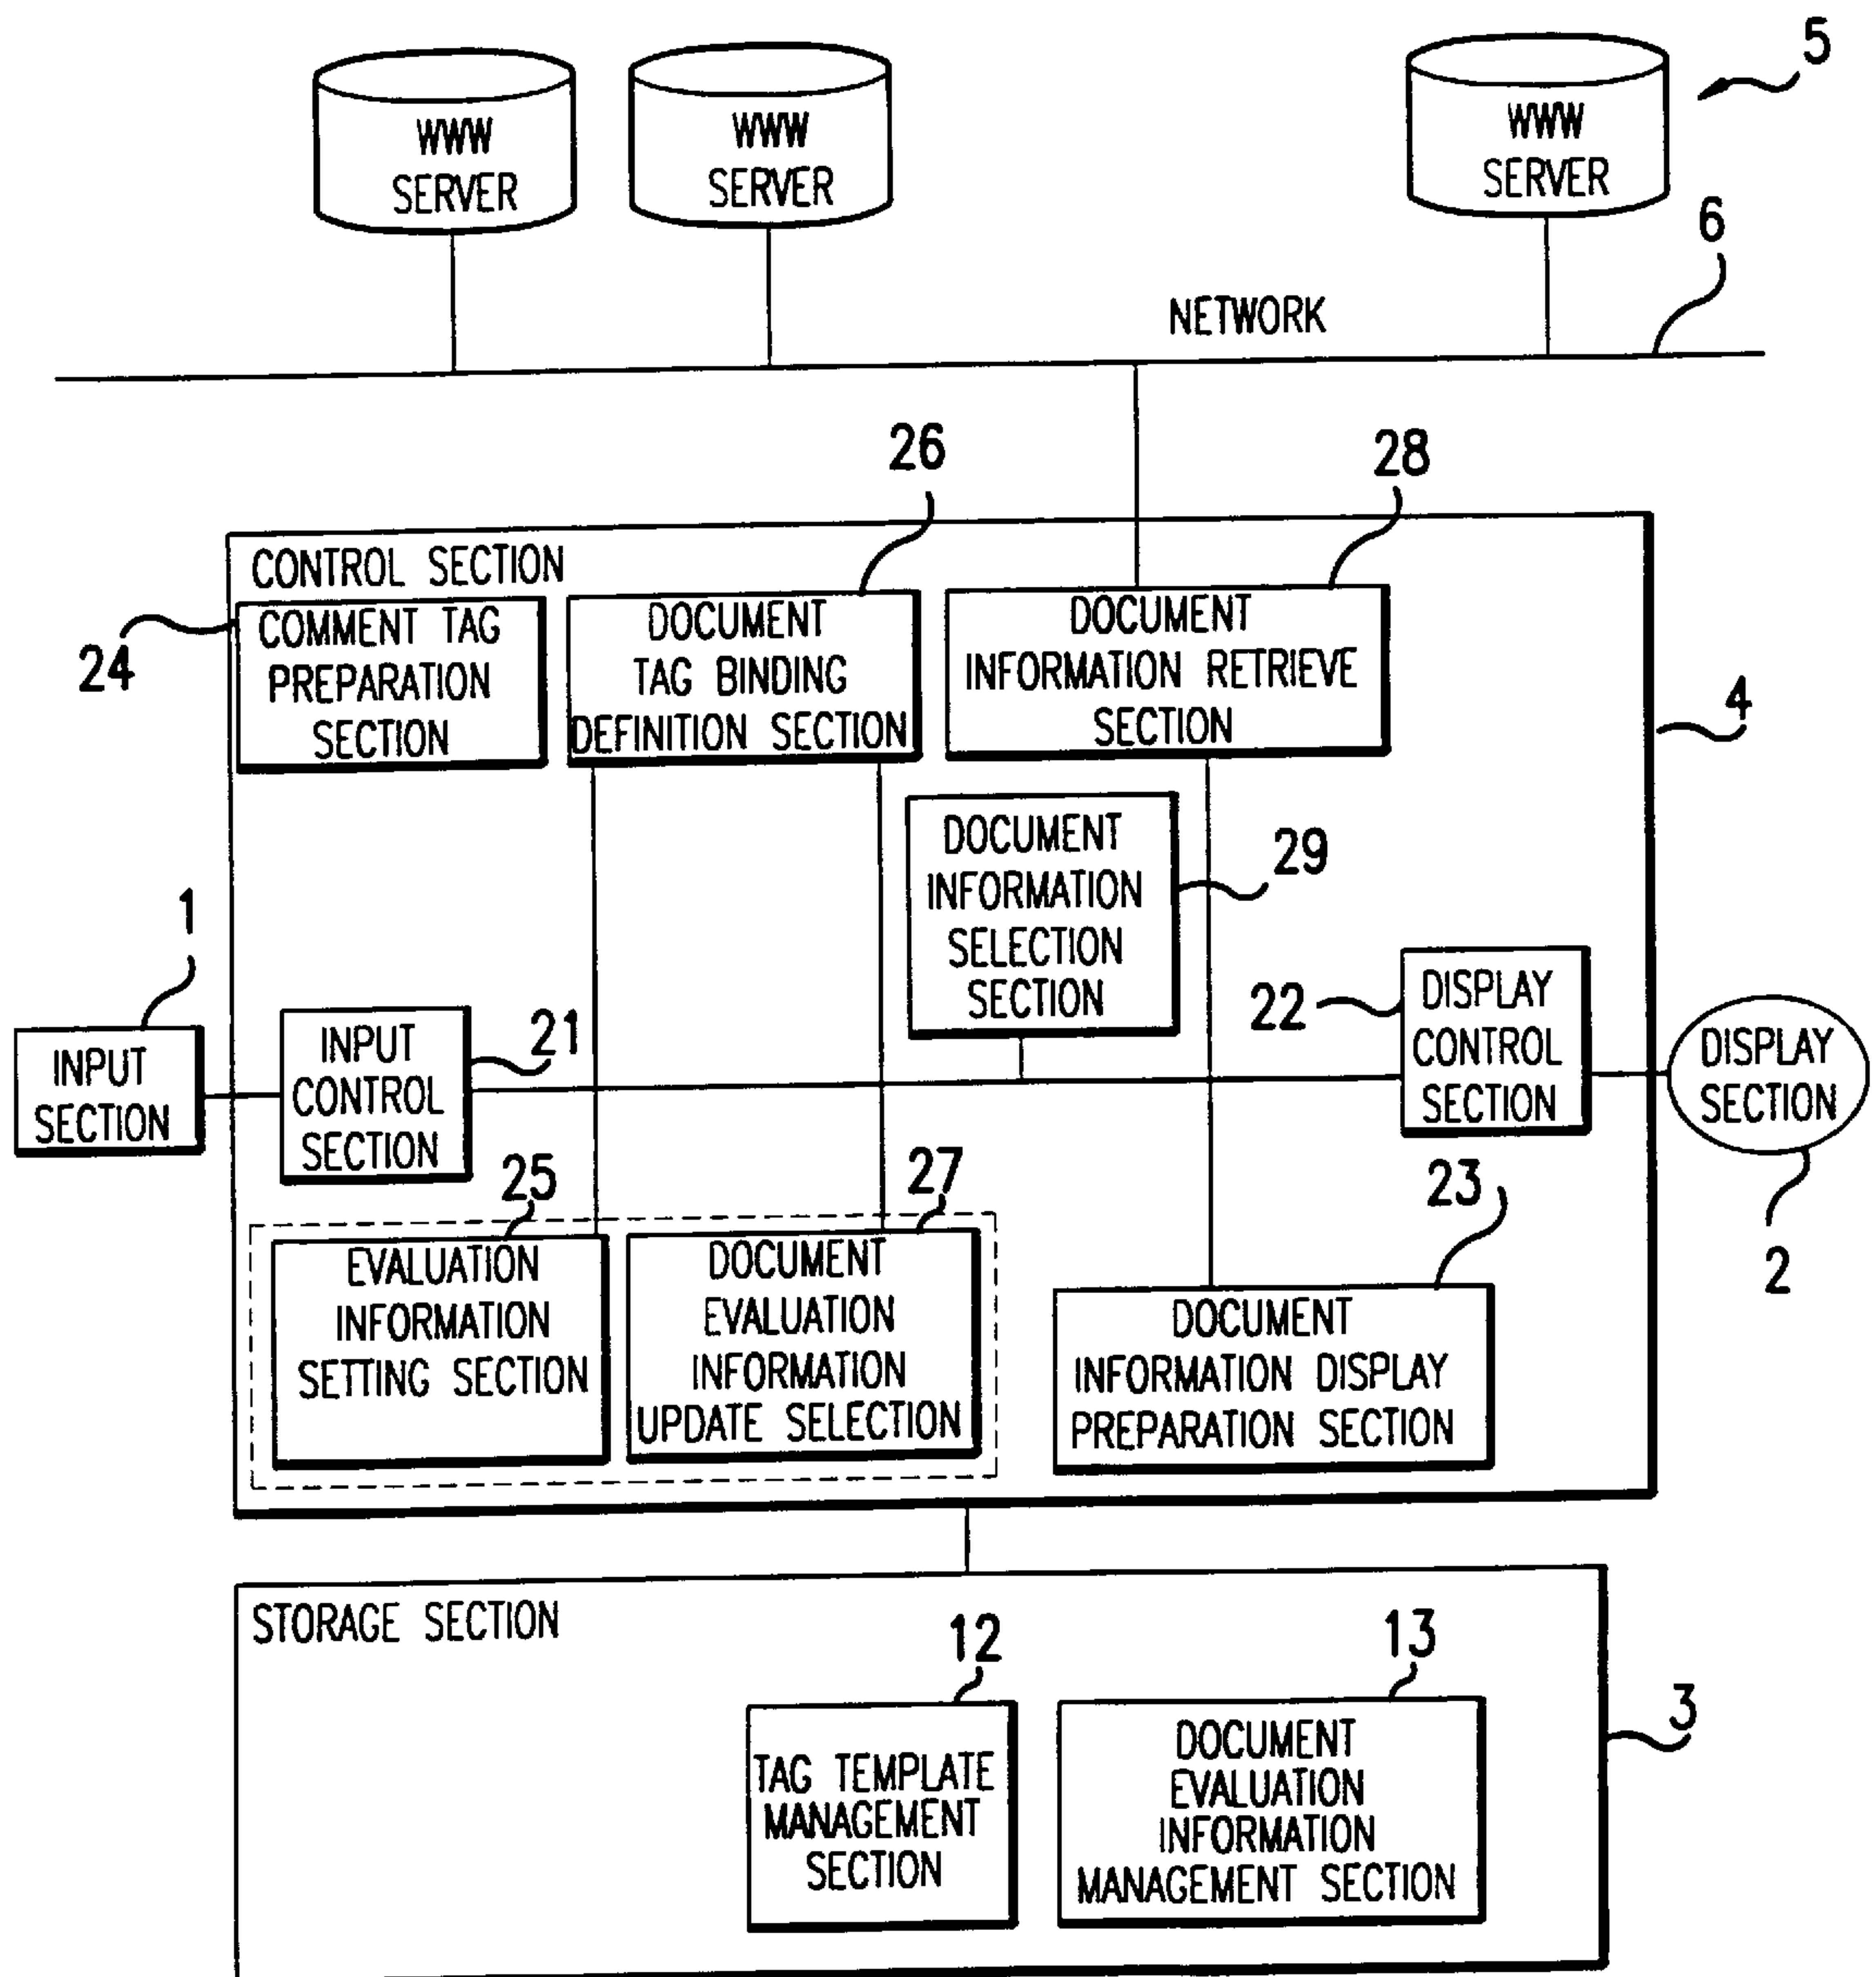 5
WWW
SERVER
WWW
SERVER
WWW
SERVER
6
NETWORK
26
28
CONTROL SECTION
24
COMMENT TAG
PREPARATION
SECTION
DOCUMENT
TAG BINDING
DEFINITION SECTION
DOCUMENT
INFORMATION RETRIEVE
SECTION
4
DOCUMENT
INFORMATION
SELECTION
SECTION
29
1
INPUT
SECTION
INPUT
CONTROL
SECTION
21
22
DISPLAY
CONTROL
SECTION
DISPLAY
SECTION
2
25
27
23
EVALUATION
INFORMATION
SETTING SECTION
DOCUMENT
EVALUATION
INFORMATION
UPDATE SELECTION
DOCUMENT
INFORMATION DISPLAY
PREPARATION SECTION
STORAGE SECTION
12
13
3
TAG TEMPLATE
MANAGEMENT
SECTION
DOCUMENT
EVALUATION
INFORMATION
MANAGEMENT SECTION